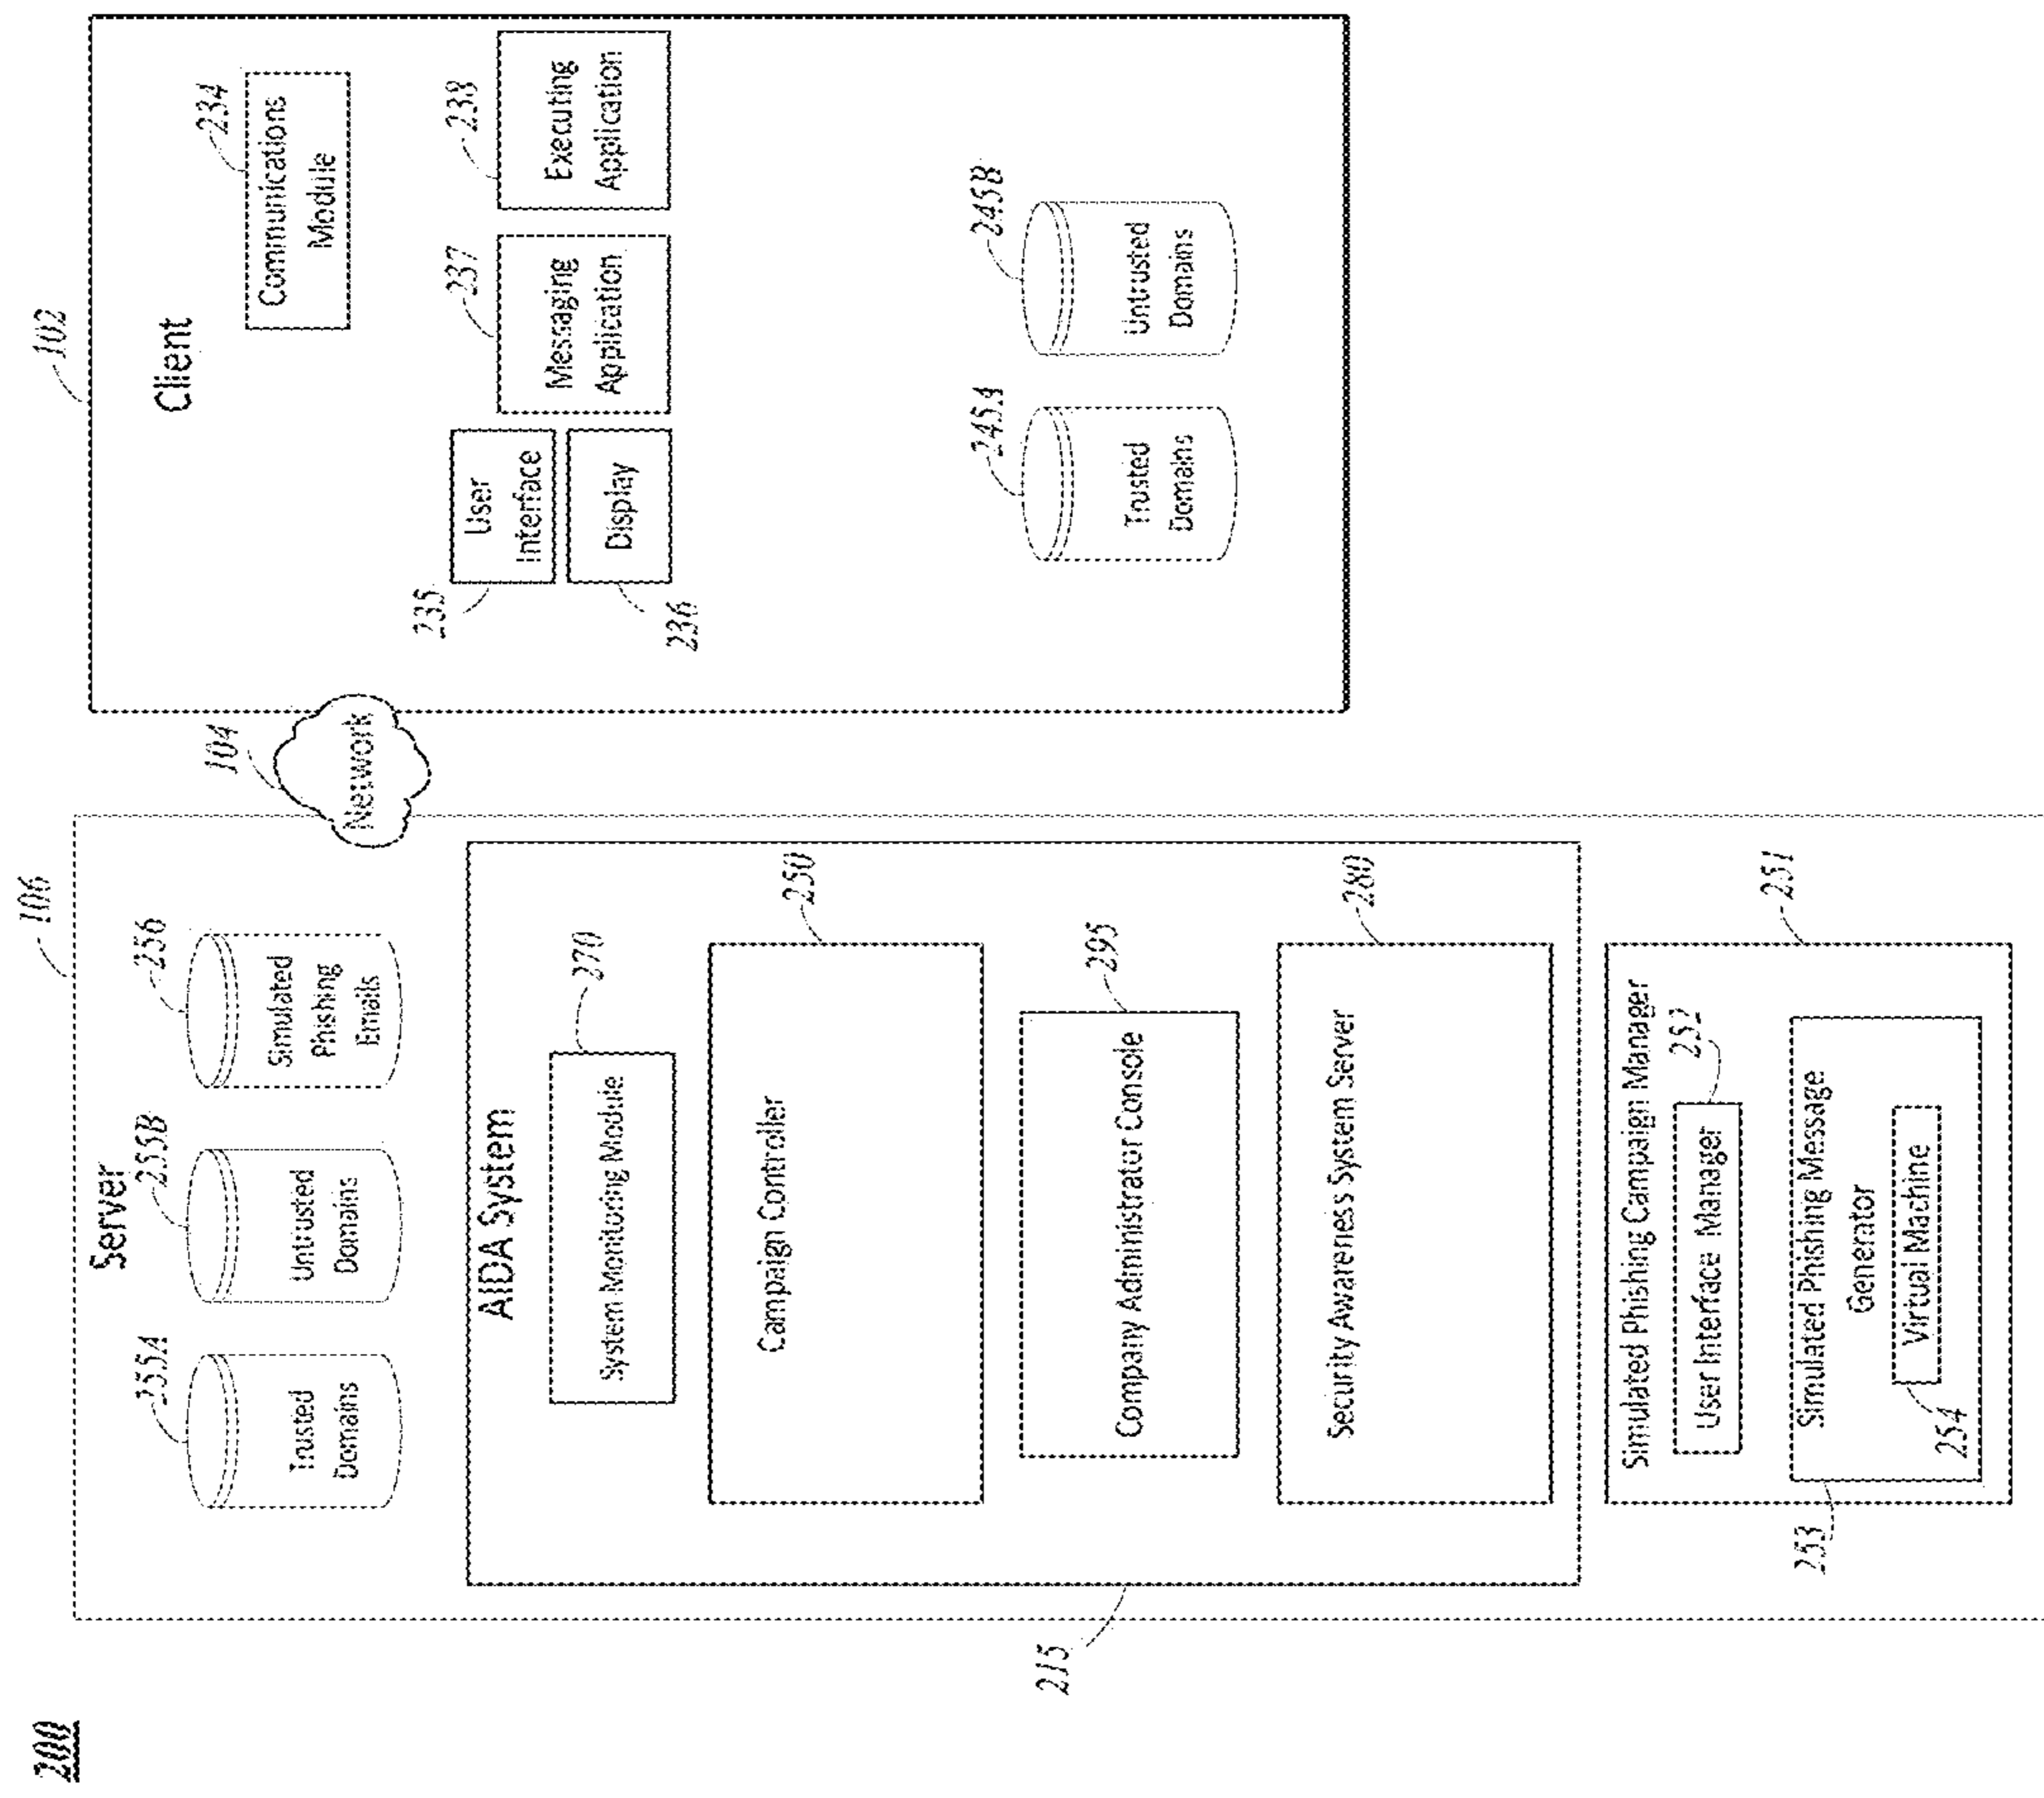 200
106
Server
255A
Trusted
Domains
255B
Untrusted
Domains
256
Simulated
Phishing
Emails
215
AIDA System
270
System Monitoring Module
250
Campaign Controller
295
Company Administrator Console
280
Security Awareness System Server
251
Simulated Phishing Campaign Manager
252
User Interface Manager
253
Simulated Phishing Message
Generator
254
Virtual Machine
104
Network
102
Client
234
Communications
Module
235
User
Interface
236
Display
237
Messaging
Application
238
Executing
Application
245A
Trusted
Domains
245B
Untrusted
Domains